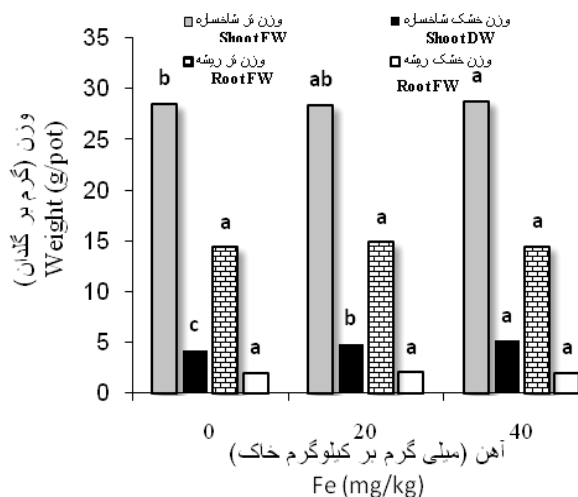 وزن تر شاخساره
ShootFW
وزن خشک شاخساره
ShootDW
وزن تر ریشه
RootFW
وزن خشک ریشه
RootFW
35
30
25
20
15
10
5
0
وزن (گرم بر گلدان)
Weight (g/pot)
b
c
a
a
ab
b
a
a
a
a
a
a
0
20
40
آهن (میلی گرم بر کیلوگرم خاک)
Fe (mg/kg)